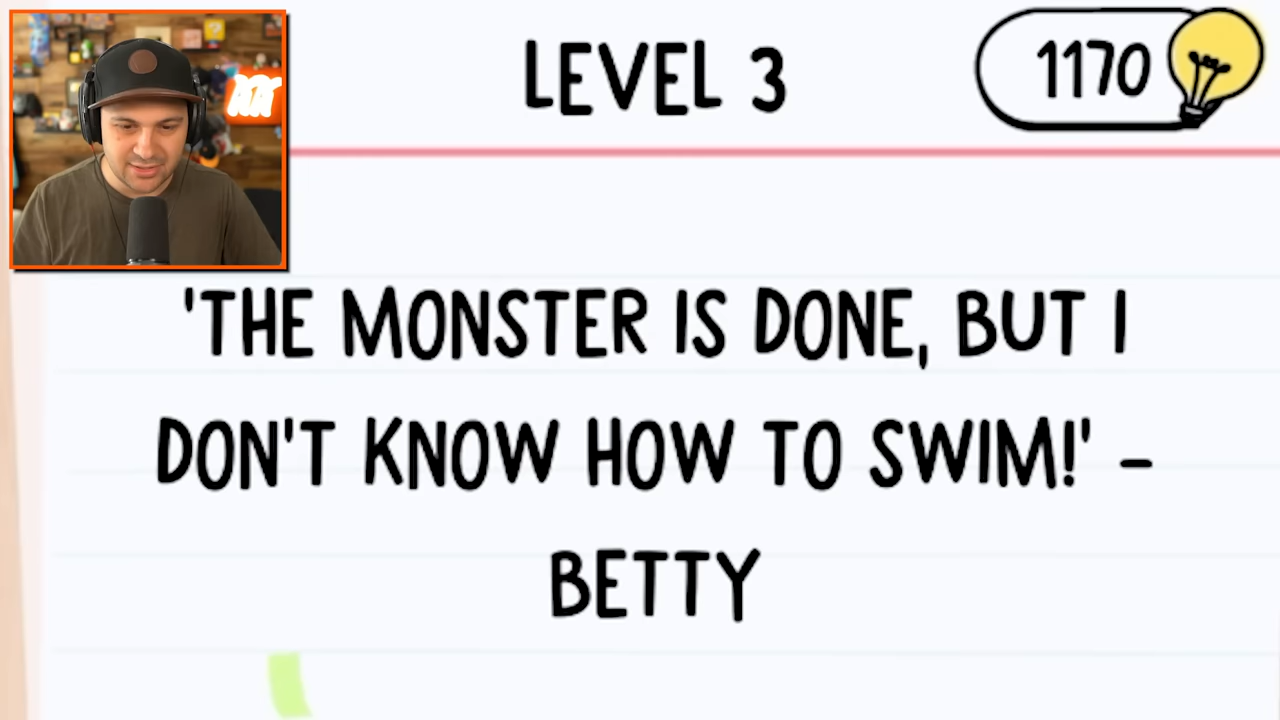 LEVEL 3
1170
'THE MONSTER IS DONE, BUT I
DON'T KNOW HOW TO SWIM!' -
BETTY